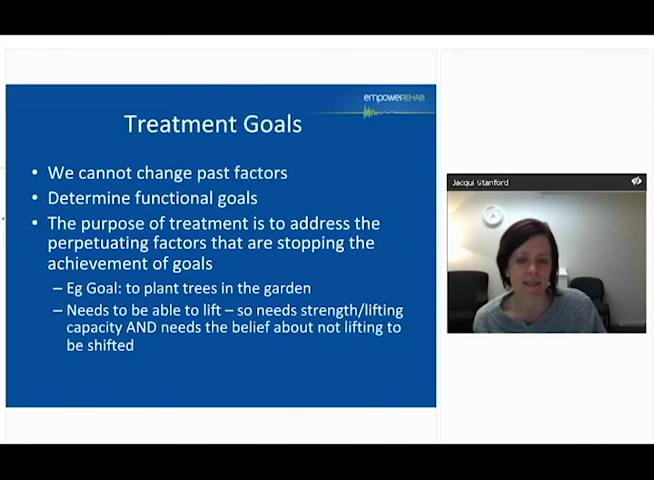 empowerREHAB
Treatment Goals
• We cannot change past factors
• Determine functional goals
• The purpose of treatment is to address the
perpetuating factors that are stopping the
achievement of goals
– Eg Goal: to plant trees in the garden
– Needs to be able to lift – so needs strength/lifting
capacity AND needs the belief about not lifting to
be shifted
Jacqui Stanford